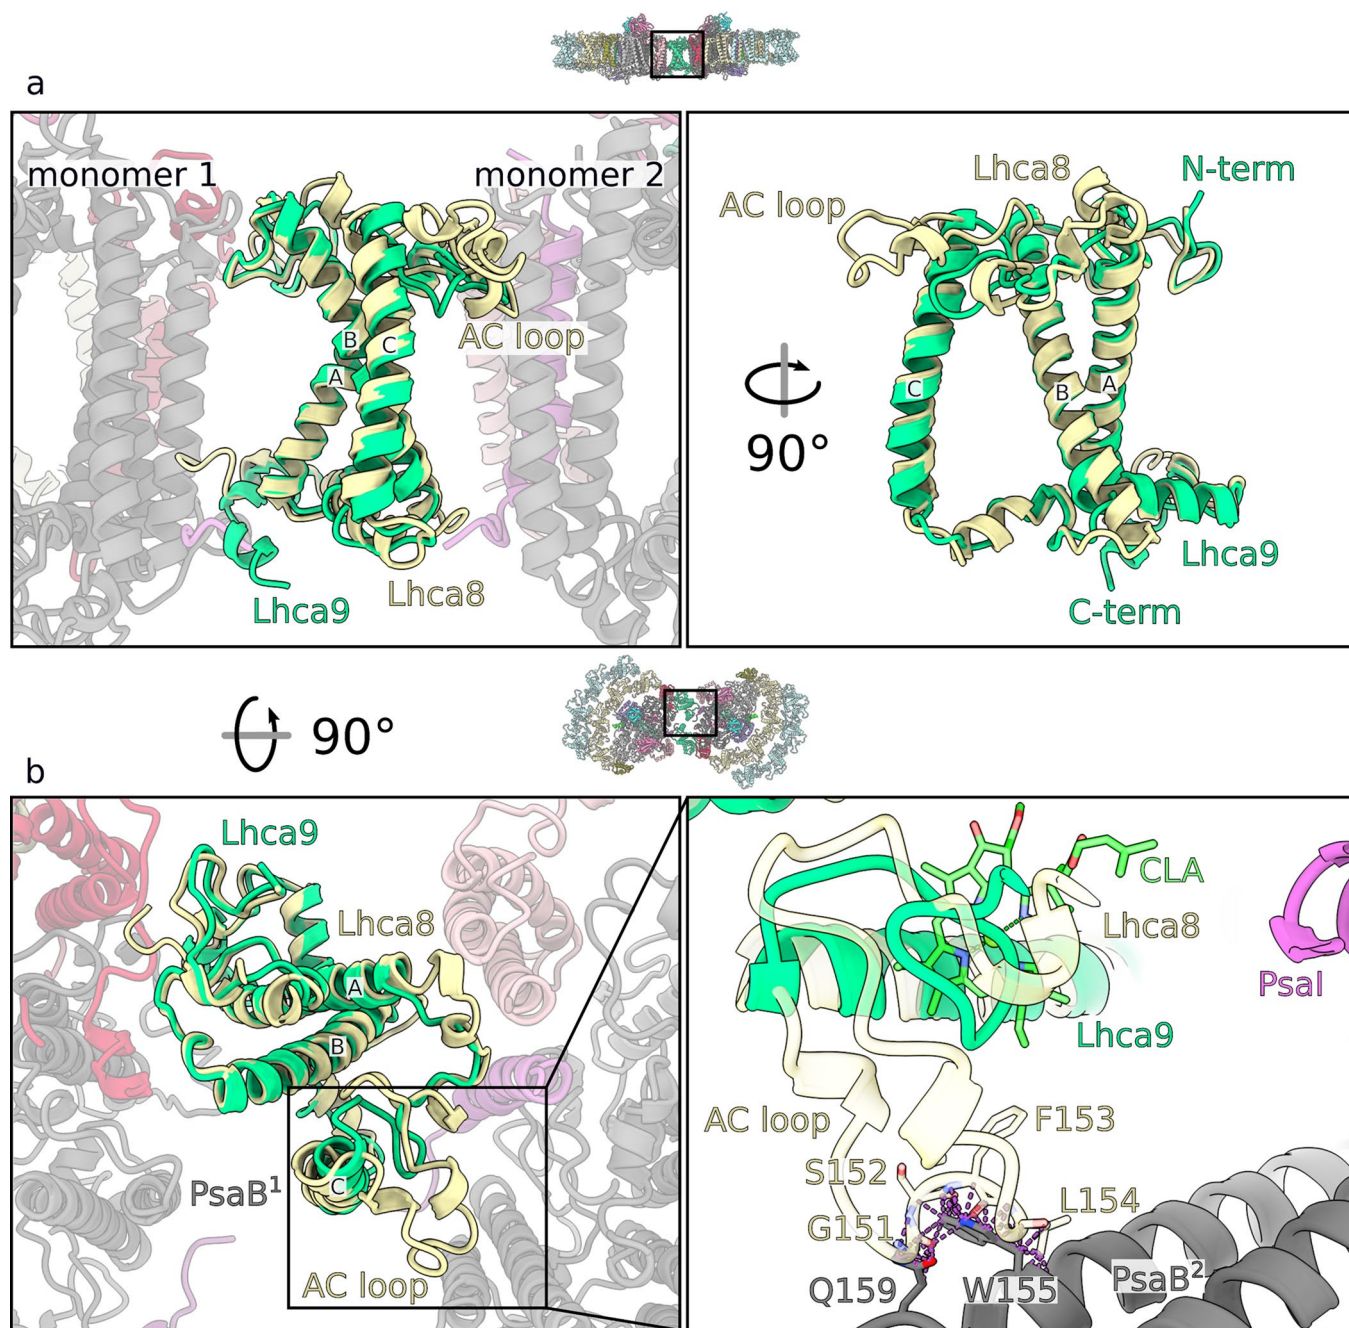 a
monomer 1
monomer 2
B
C
A
AC loop
Lhca9
Lhca8
Lhca8
N-term
AC loop
C
B
A
90°
Lhca9
C-term
90°
b
Lhca9
Lhca8
A
B
C
PsaB1
AC loop
CLA
Lhca8
PsaI
Lhca9
AC loop
F153
S152
L154
G151
Q159
W155
PsaB2